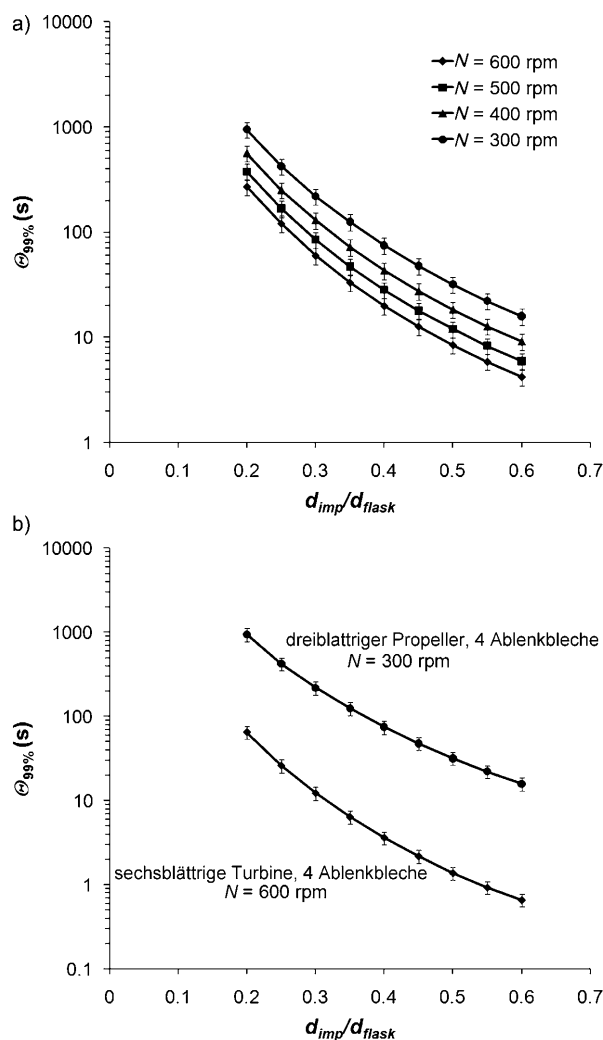 a)
10000
1000
100
10
1
Θ99% (s)
N = 600 rpm
N = 500 rpm
N = 400 rpm
N = 300 rpm
0 0.1 0.2 0.3 0.4 0.5 0.6 0.7
dimp/dflask
b)
10000
1000
100
10
1
0.1
Θ99% (s)
dreiblattriger Propeller, 4 Ablenkbleche
N = 300 rpm
sechsblättrige Turbine, 4 Ablenkbleche
N = 600 rpm
0 0.1 0.2 0.3 0.4 0.5 0.6 0.7
dimp/dflask